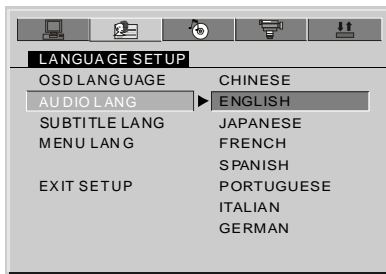 LANGUAGE SETUP
OSD LANGUAGE CHINESE
AUDIO LANG ENGLISH
SUBTITLE LANG JAPANESE
MENU LANG FRENCH
SPANISH
EXIT SETUP PORTUGUESE
ITALIAN
GERMAN